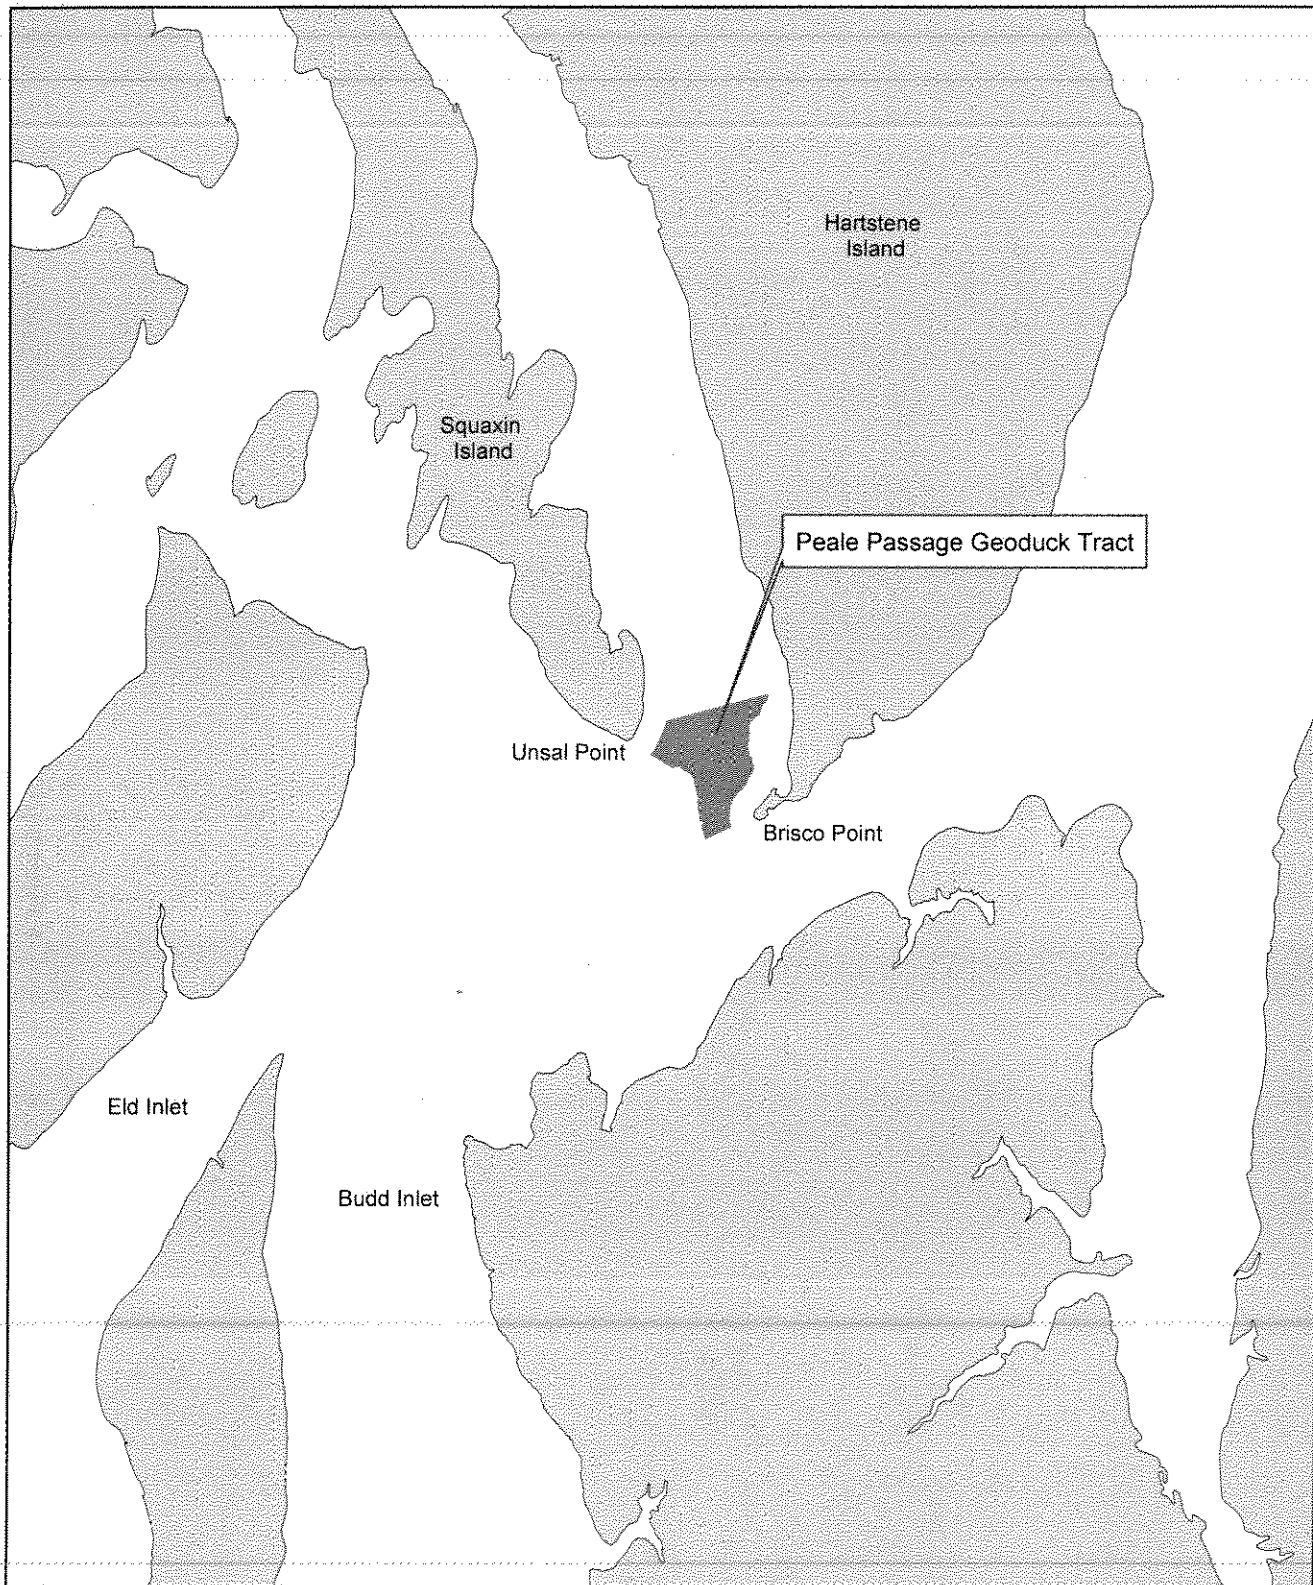 Hartstene
Island
Squaxin
Island
Peale Passage Geoduck Tract
Unsal Point
Brisco Point
Eld Inlet
Budd Inlet